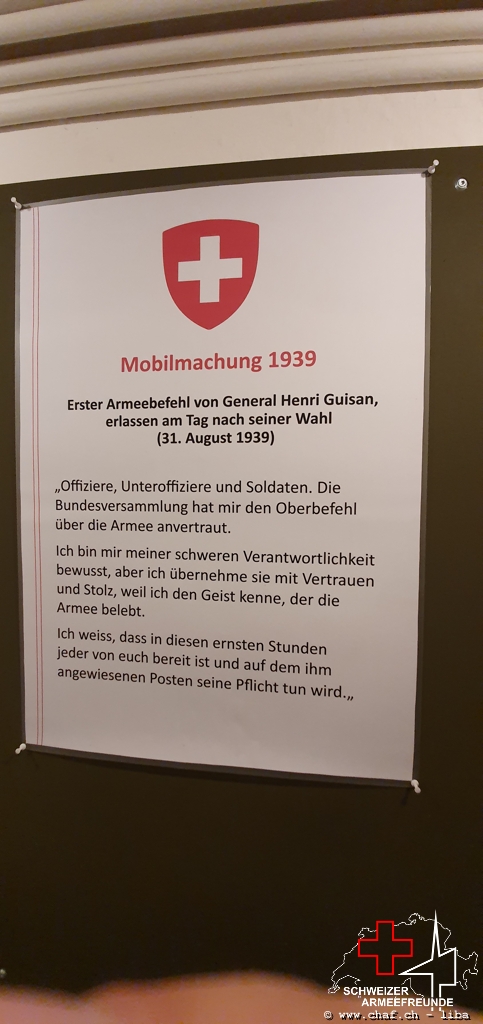 Mobilmachung 1939
Erster Armeebefehl von General Henri Guisan,
erlassen am Tag nach seiner Wahl
(31. August 1939)
„Offiziere, Unteroffiziere und Soldaten. Die
Bundesversammlung hat mir den Oberbefehl
über die Armee anvertraut.
Ich bin mir meiner schweren Verantwortlichkeit
bewusst, aber ich übernehme sie mit Vertrauen
und Stolz, weil ich den Geist kenne, der die
Armee belebt.
Ich weiss, dass in diesen ernsten Stunden
jeder von euch bereit ist und auf dem ihm
angewiesenen Posten seine Pflicht tun wird.„
SCHWEIZER
ARMEEFREUNDE
© www.chaf.ch - liba